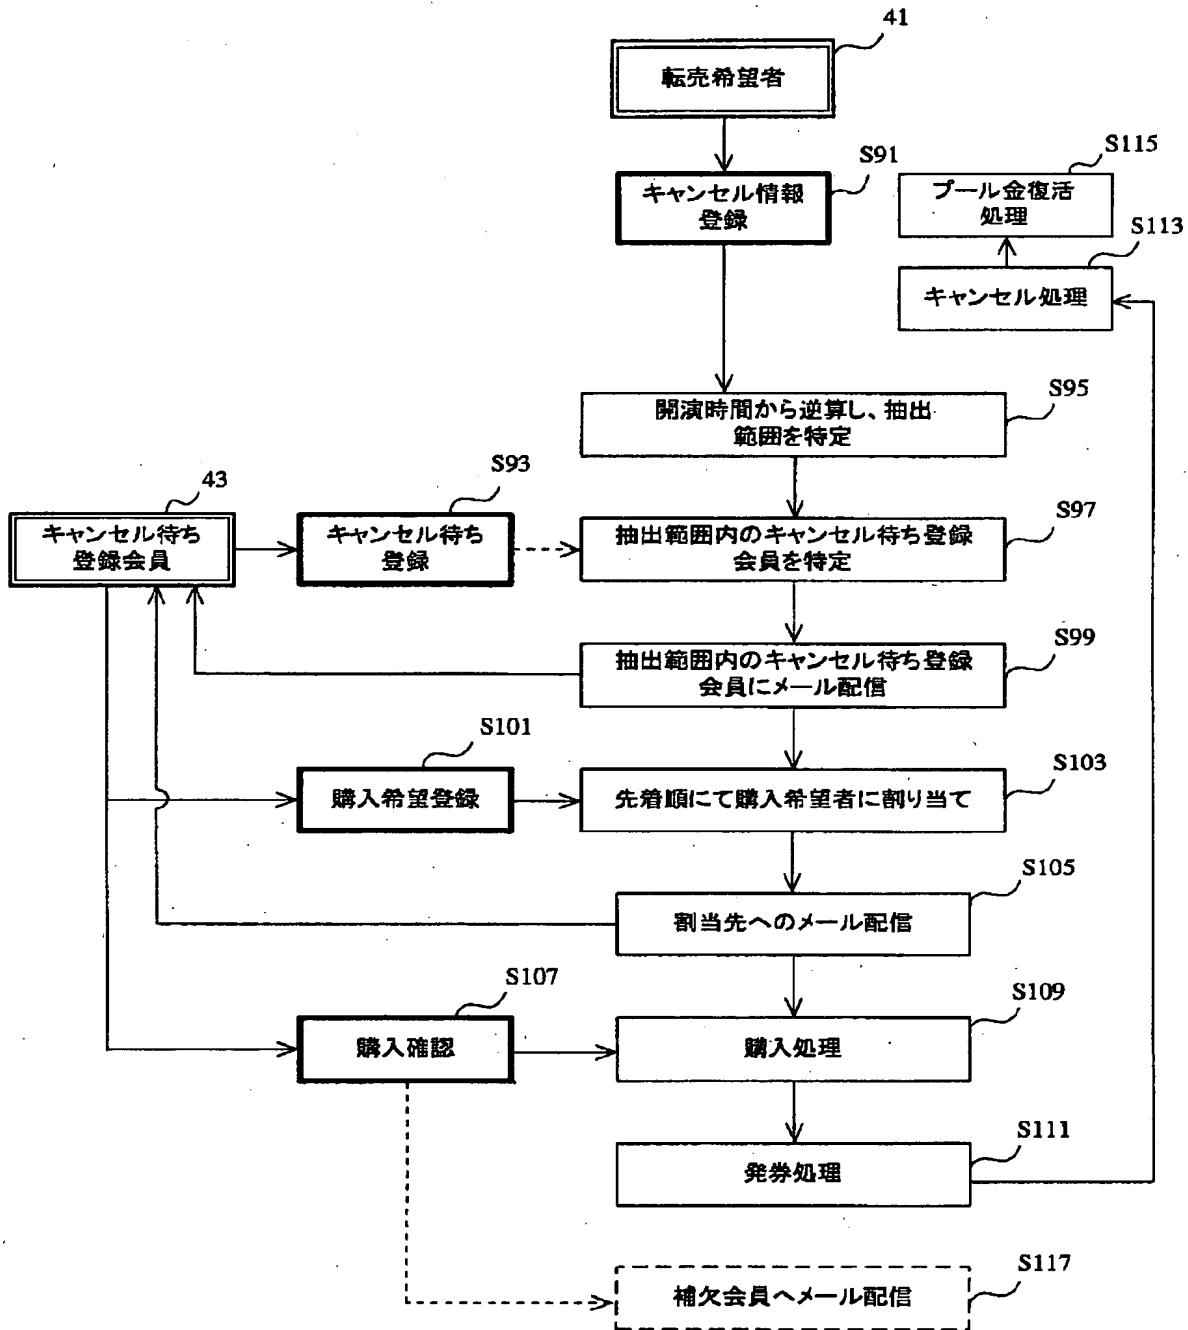 41
転売希望者
S91
キャンセル情報
登録
S115
プール金復活
処理
S113
キャンセル処理
S95
開演時間から逆算し、抽出
範囲を特定
43
キャンセル待ち
登録会員
S93
キャンセル待ち
登録
S97
抽出範囲内のキャンセル待ち登録
会員を特定
S99
抽出範囲内のキャンセル待ち登録
会員にメール配信
S101
購入希望登録
S103
先着順にて購入希望者に割り当て
S105
割当先へのメール配信
S107
購入確認
S109
購入処理
S111
発券処理
S117
補欠会員へメール配信